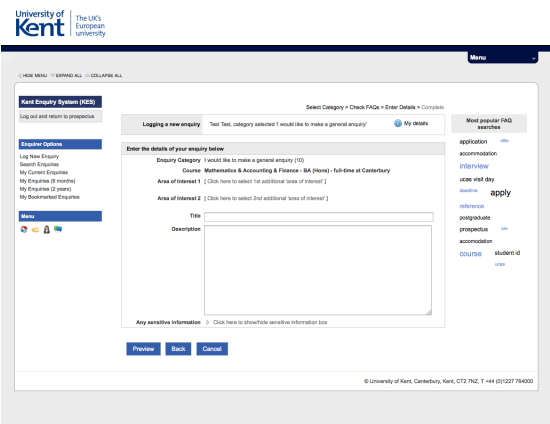 University of
Kent
The UK's
European
university
Menu
HIDE MENU EXPAND ALL COLLAPSE ALL
Kent Enquiry System (KES)
Log out and return to prospectus
Enquirer Options
Log New Enquiry
Search Enquiries
My Current Enquiries
My Enquiries (6 months)
My Enquiries (2 years)
My Bookmarked Enquiries
Menu
Select Category > Check FAQs > Enter Details > Complete
Logging a new enquiry Test Test, category selected 'I would like to make a general enquiry' My details
Enter the details of your enquiry below
Enquiry Category I would like to make a general enquiry (10)
Course Mathematics & Accounting & Finance - BA (Hons) - full-time at Canterbury
Area of Interest 1 [ Click here to select 1st additional 'area of interest' ]
Area of Interest 2 [ Click here to select 2nd additional 'area of interest' ]
Title
Description
Any sensitive information Click here to show/hide sensitive information box
Preview Back Cancel
Most popular FAQ
searches
application offer
accommodation
interview
ucas visit day
deadline apply
reference
postgraduate
prospectus cas
accomodation
course student id
ucas
© University of Kent, Canterbury, Kent, CT2 7NZ, T +44 (0)1227 764000